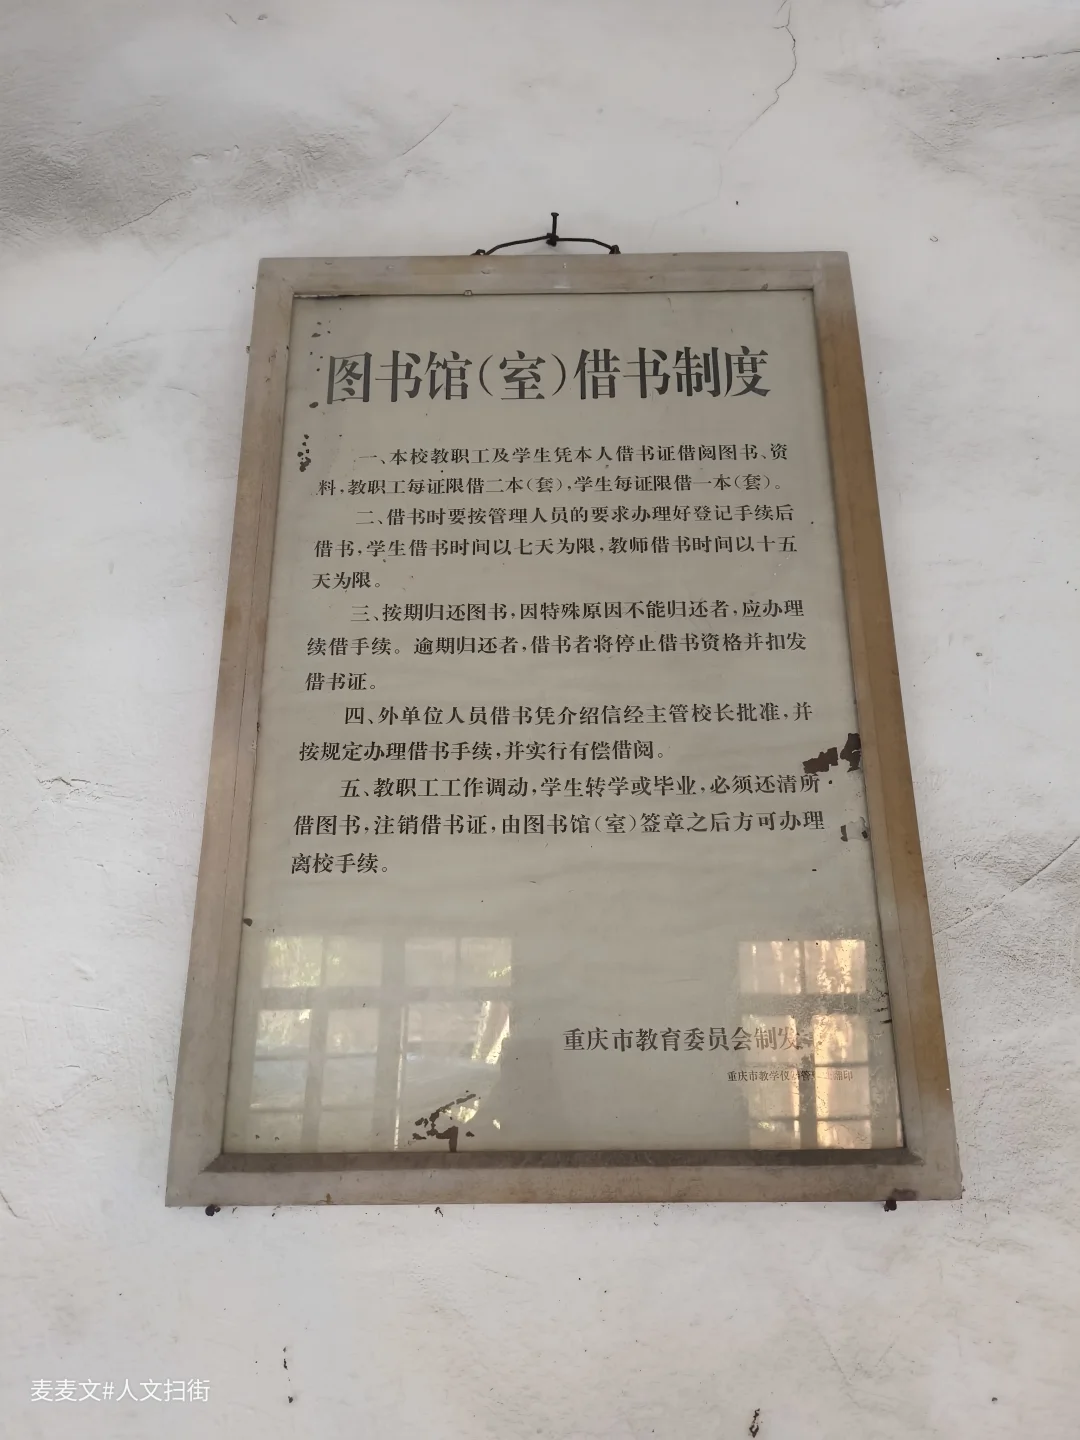 图书馆(室)借书制度
一、本校教职工及学生凭本人借书证借阅图书、资
料,教职工每证限借二本(套),学生每证限借一本(套)。
二、借书时要按管理人员的要求办理好登记手续后
借书,学生借书时间以七天为限,教师借书时间以十五
天为限。
三、按期归还图书,因特殊原因不能归还者,应办理
续借手续。逾期归还者,借书者将停止借书资格并扣发
借书证。
四、外单位人员借书凭介绍信经主管校长批准,并
按规定办理借书手续,并实行有偿借阅。
五、教职工工作调动,学生转学或毕业,必须还清所
借图书,注销借书证,由图书馆(室)签章之后方可办理
离校手续。
重庆市教育委员会制发
重庆市教学仪
麦麦文#人文扫街